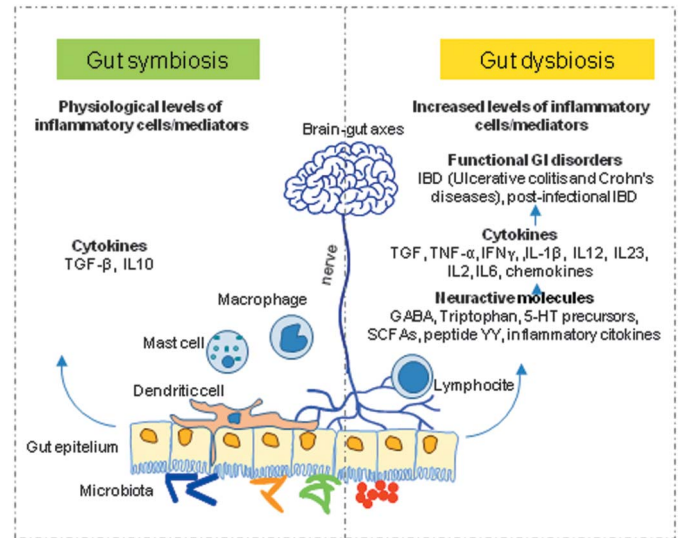 Gut symbiosis
Physiological levels of
inflammatory cells/mediators
Cytokines
TGF-β, IL10
Brain-gut axes
nerve
Macrophage
Mast cell
Dendritic cell
Gut epitelium
Microbiota
Gut dysbiosis
Increased levels of inflammatory
cells/mediators
Functional GI disorders
IBD (Ulcerative colitis and Crohn's
diseases), post-infectional IBD
Cytokines
TGF, TNF-α, IFNγ, ,IL-1β, IL12, IL23,
IL2, IL6, chemokines
Neuractive molecules
GABA, Triptophan, 5-HT precursors,
SCFAs, peptide YY, inflammatory citokines
Lymphocite